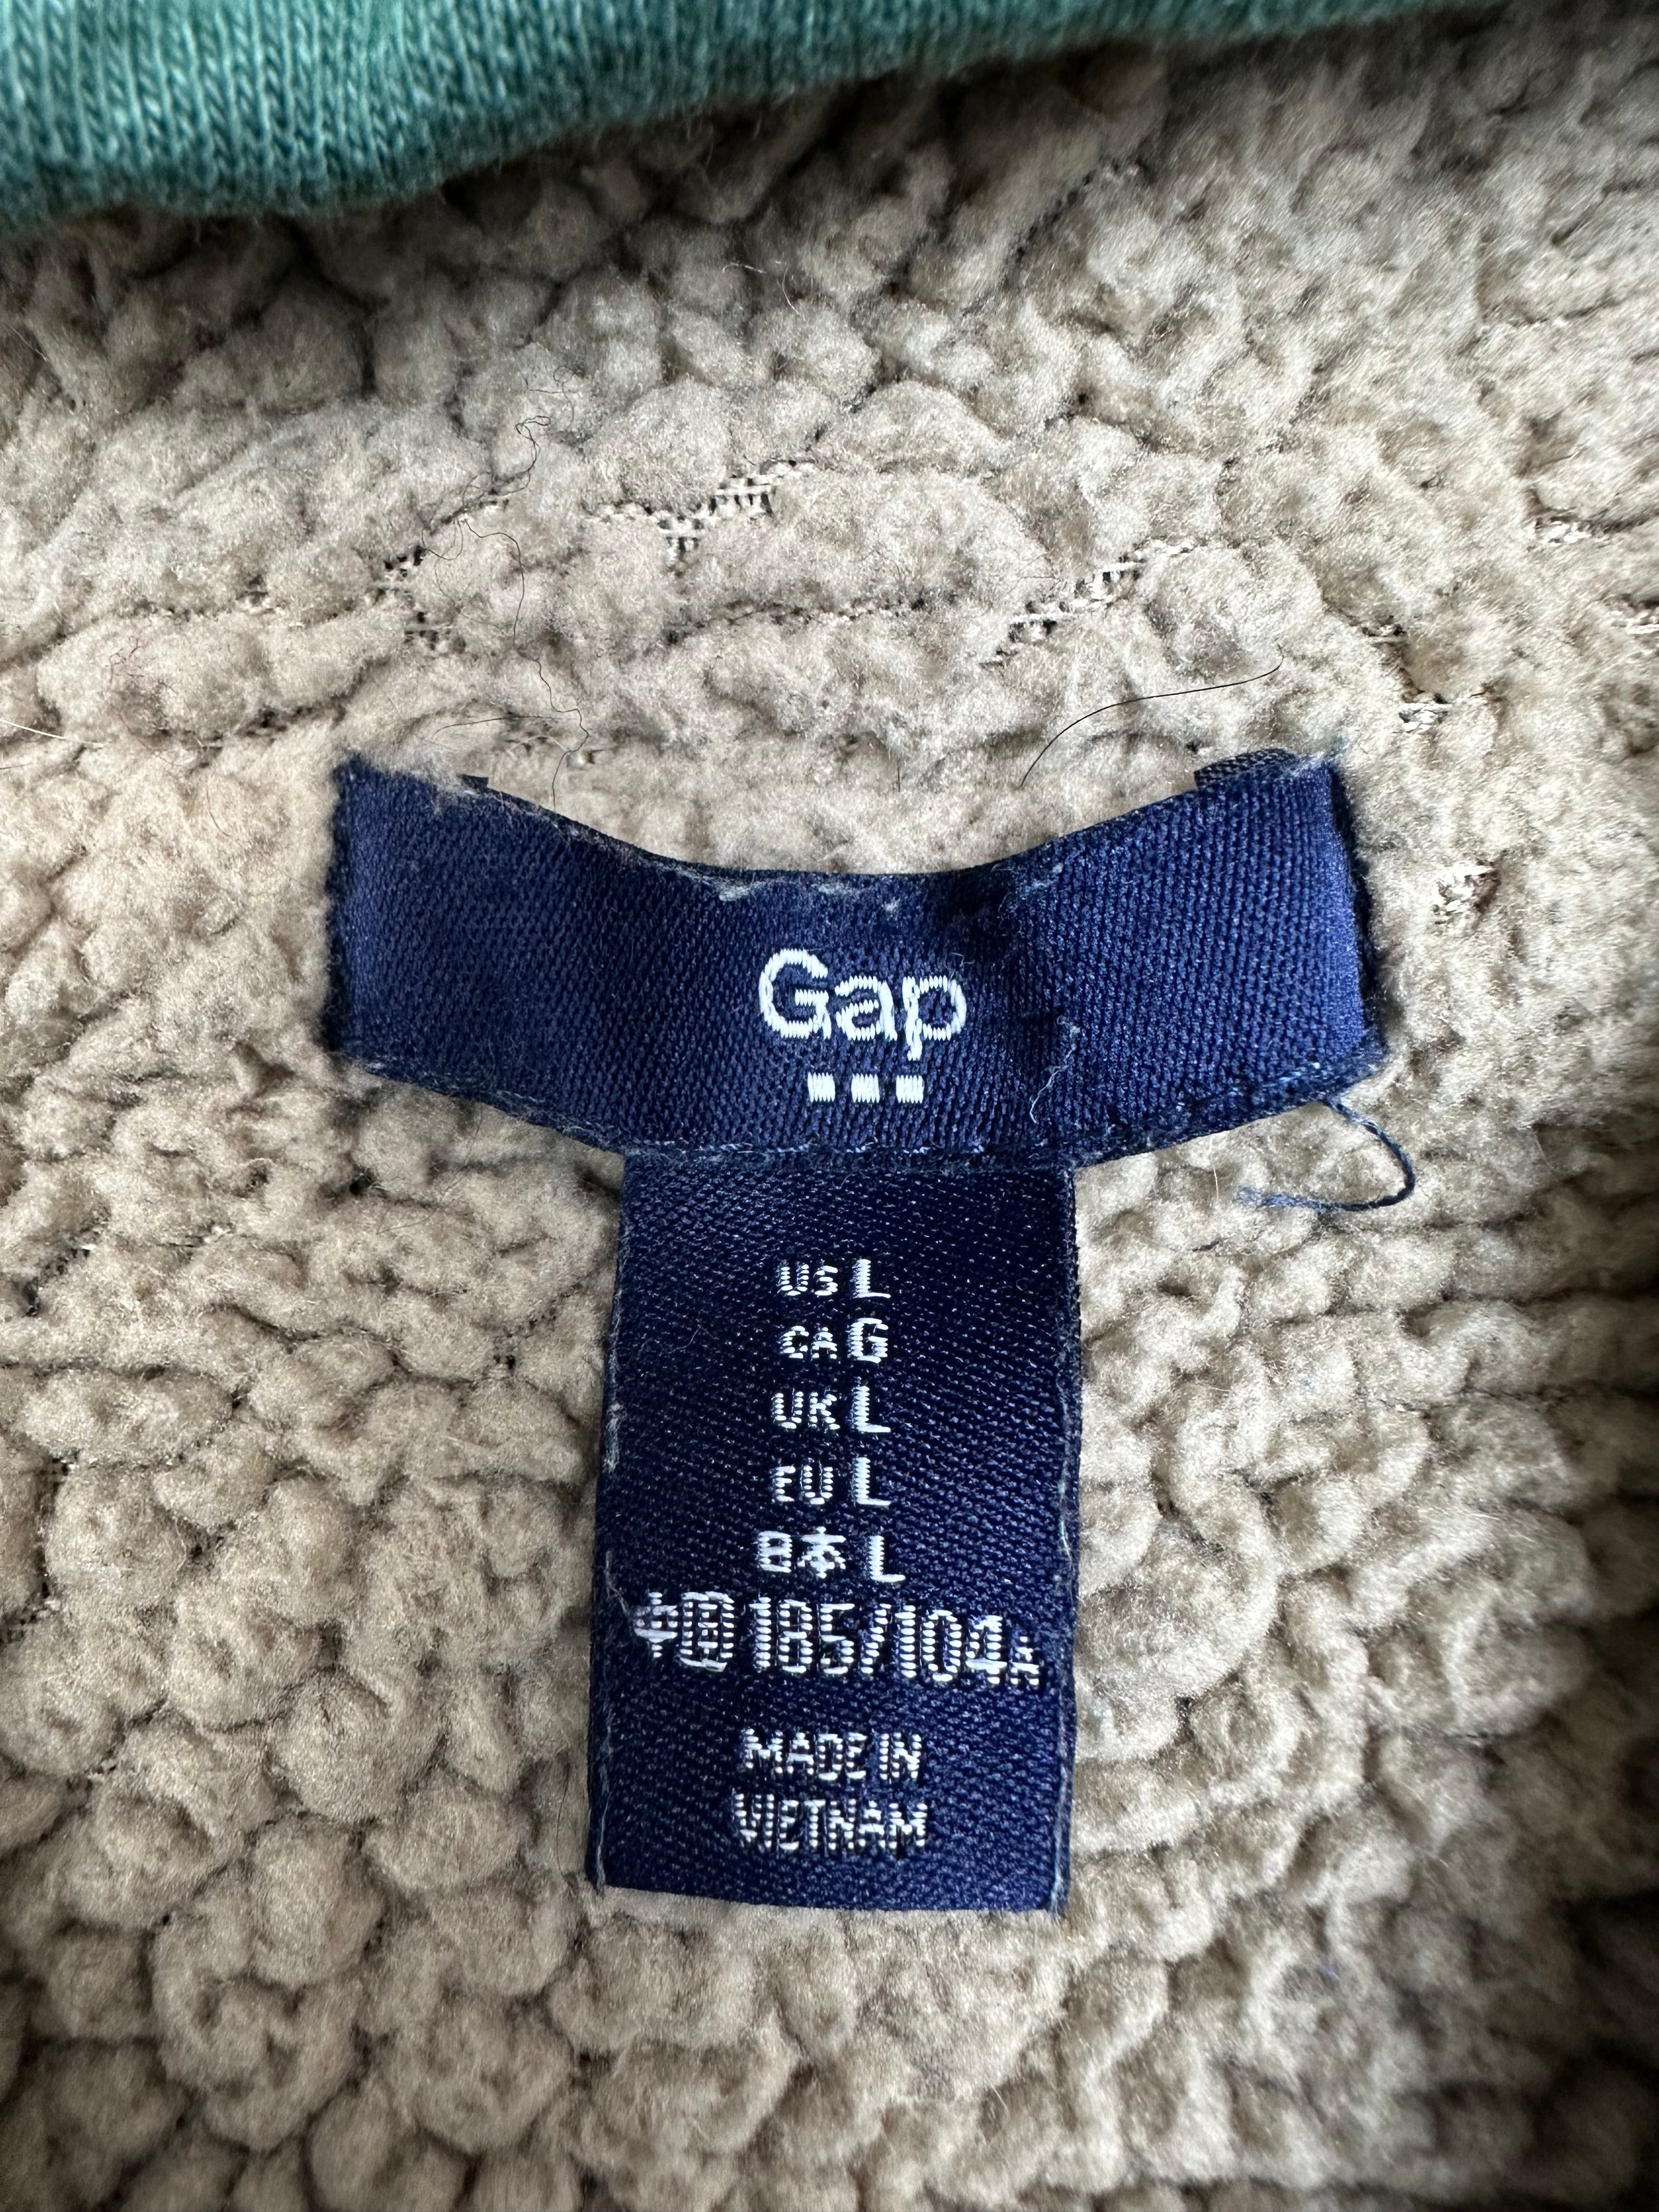 Gap
US L
CA G
UK L
EU L
日本 L
中国 185/104A
MADE IN
VIETNAM